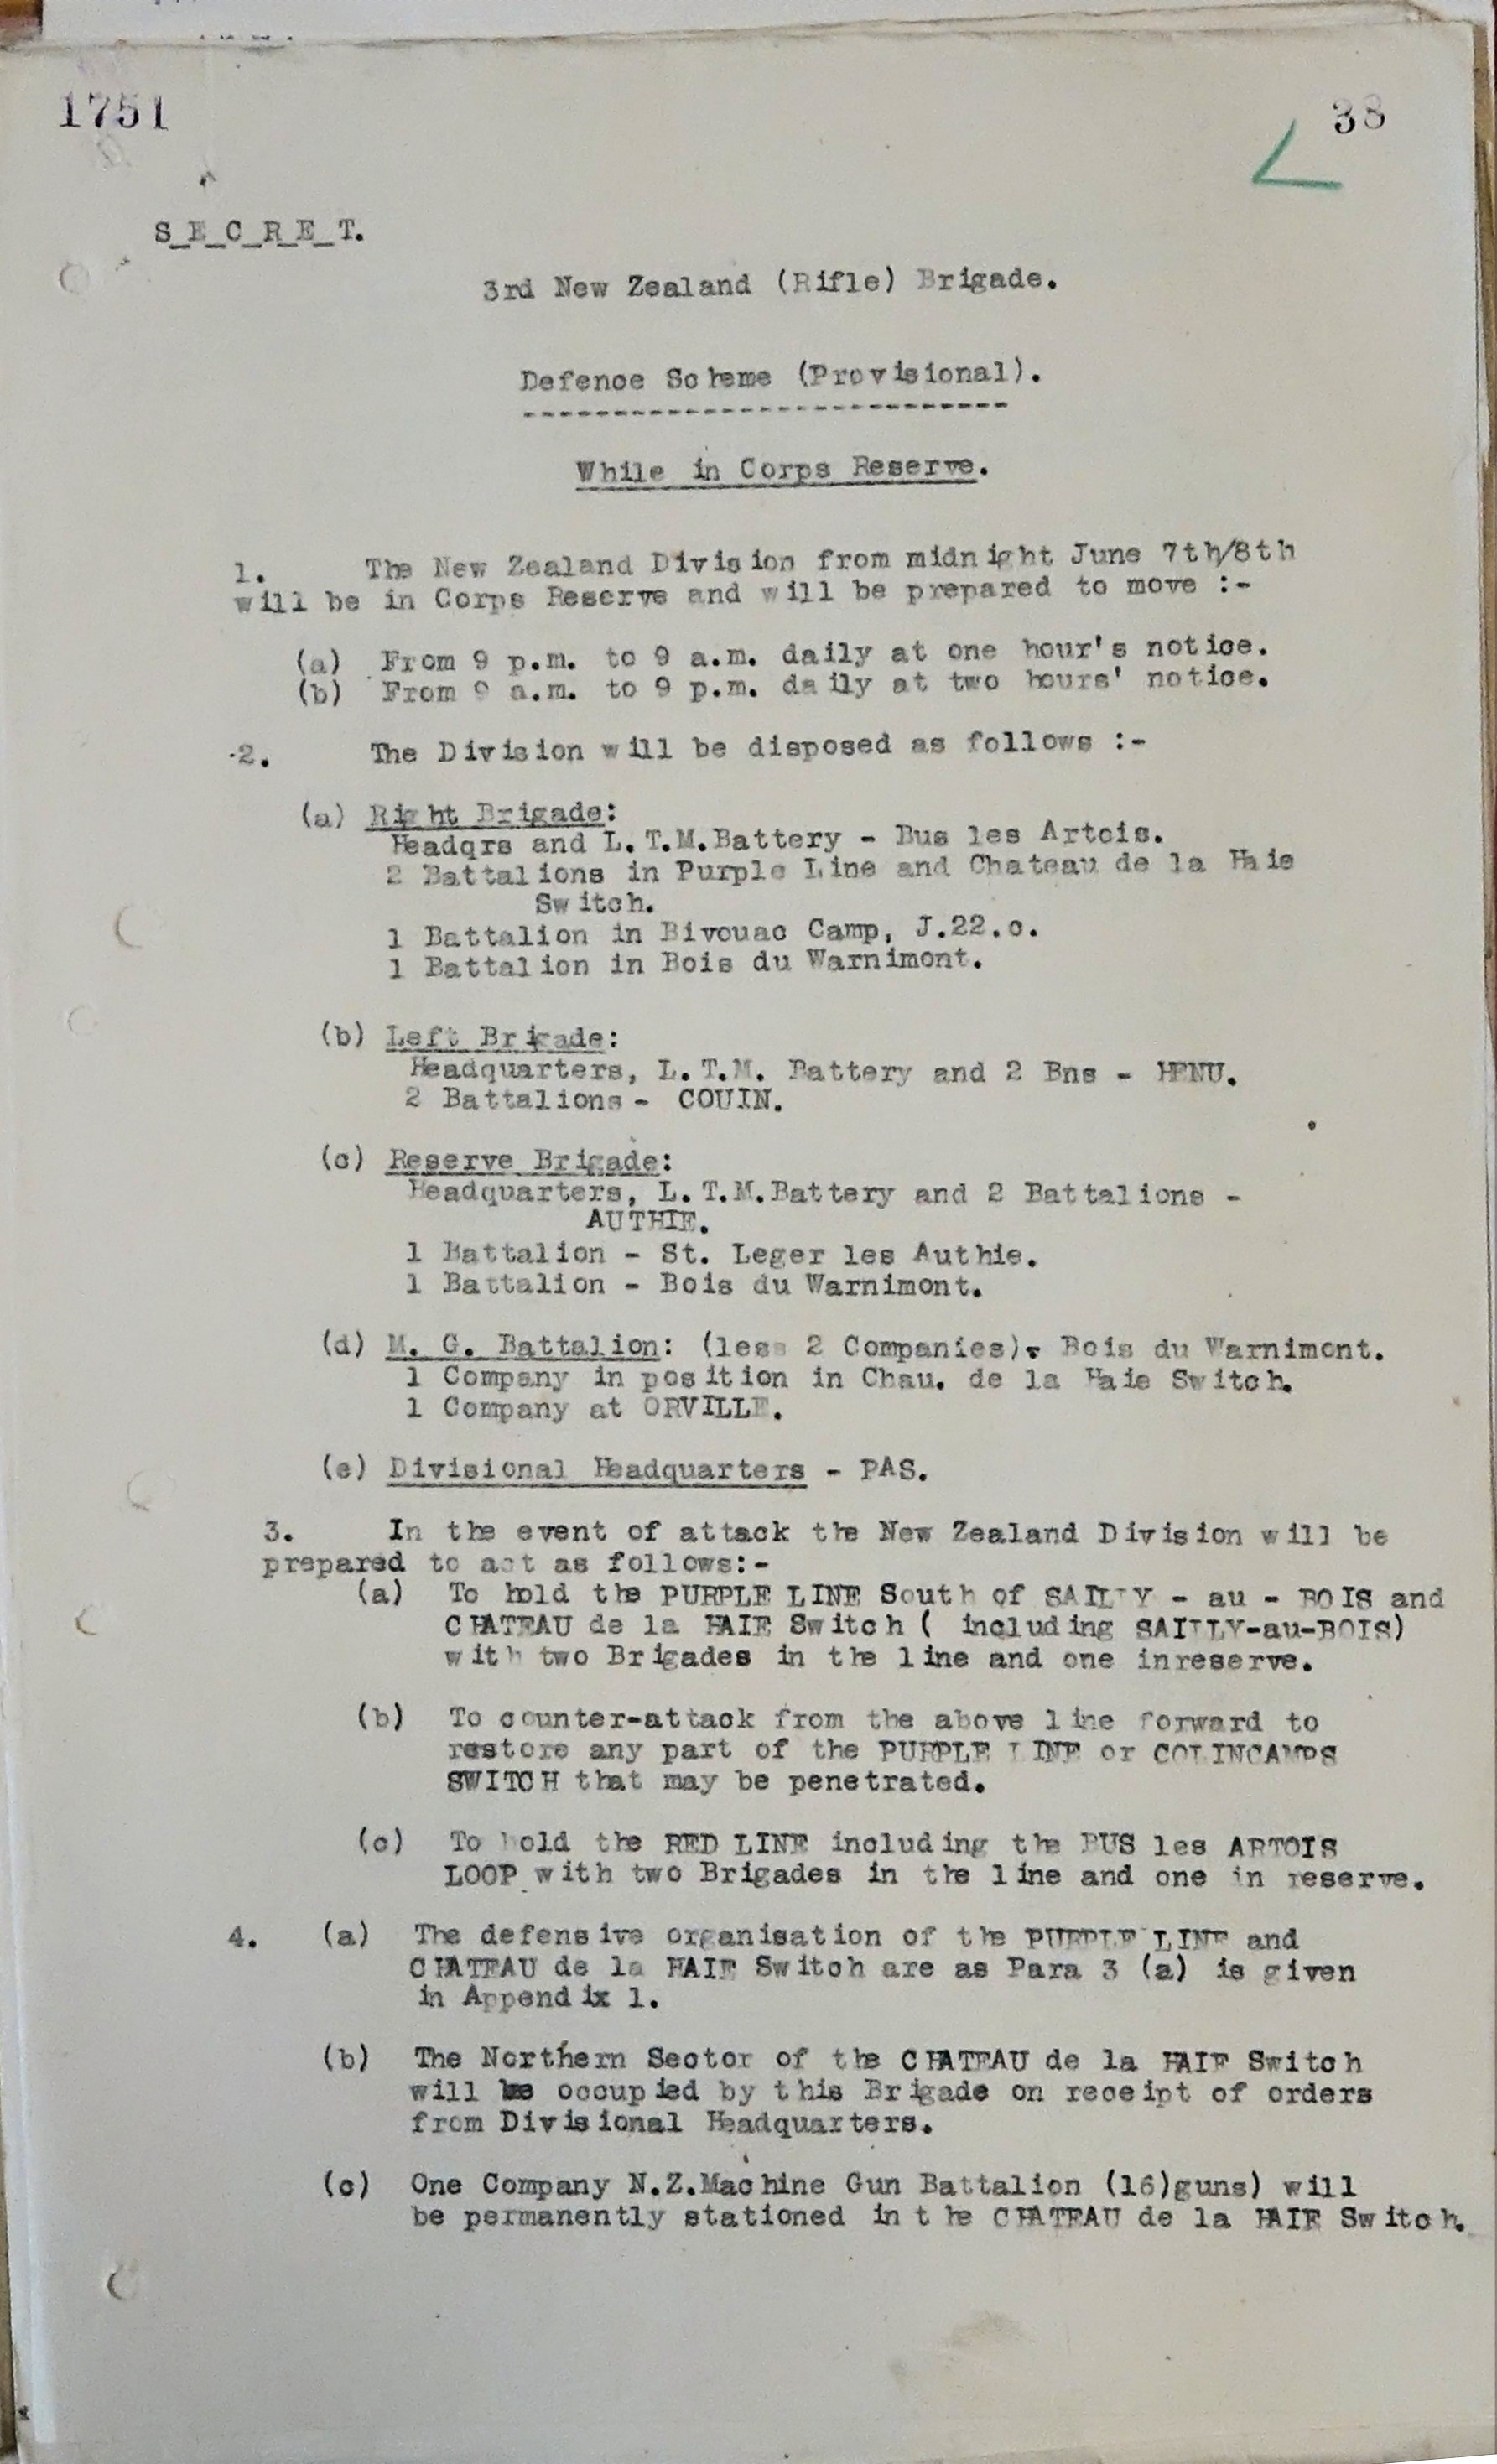 1751
38
S_E_C_R_E_T.
3rd New Zealand (Rifle) Brigade.
Defence Scheme (Provisional).
---------------------------
While in Corps Reserve.
1. The New Zealand Division from midnight June 7th/8th
will be in Corps Reserve and will be prepared to move :-
(a) From 9 p.m. to 9 a.m. daily at one hour's notice.
(b) From 9 a.m. to 9 p.m. daily at two hours' notice.
2. The Division will be disposed as follows :-
(a) Right Brigade:
Headqrs and L.T.M.Battery - Bus les Artois.
2 Battalions in Purple Line and Chateau de la Haie
Switch.
1 Battalion in Bivouac Camp, J.22.c.
1 Battalion in Bois du Warnimont.
(b) Left Brigade:
Headquarters, L.T.M. Battery and 2 Bns - HENU.
2 Battalions - COUIN.
(c) Reserve Brigade:
Headquarters, L.T.M.Battery and 2 Battalions -
AUTHIE.
1 Battalion - St. Leger les Authie.
1 Battalion - Bois du Warnimont.
(d) M. G. Battalion: (less 2 Companies)- Bois du Warnimont.
1 Company in position in Chau. de la Haie Switch.
1 Company at ORVILLE.
(e) Divisional Headquarters - PAS.
3. In the event of attack the New Zealand Division will be
prepared to act as follows:-
(a) To hold the PURPLE LINE South of SAILLY - au - BOIS and
CHATEAU de la HAIE Switch ( including SAILLY-au-BOIS)
with two Brigades in the line and one inreserve.
(b) To counter-attack from the above line forward to
restore any part of the PURPLE LINE or COLINCAMPS
SWITCH that may be penetrated.
(c) To hold the RED LINE including the BUS les ARTOIS
LOOP with two Brigades in the line and one in reserve.
4. (a) The defensive organisation of the PURPLE LINE and
CHATEAU de la HAIE Switch are as Para 3 (a) is given
in Appendix 1.
(b) The Northern Sector of the CHATEAU de la HAIE Switch
will be occupied by this Brigade on receipt of orders
from Divisional Headquarters.
(c) One Company N.Z.Machine Gun Battalion (16)guns) will
be permanently stationed in the CHATEAU de la HAIE Switch.